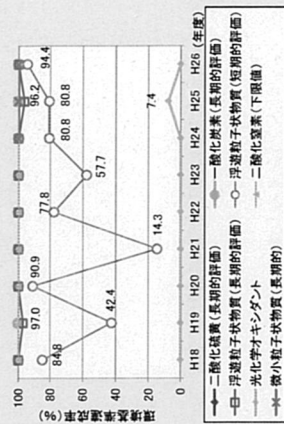 環境基準達成率(%)
100
80
60
40
20
0
84.8
97.0
42.4
90.9
14.3
77.8
57.7
80.8
96.2
80.8
7.4
94.4
H18 H19 H20 H21 H22 H23 H24 H25 H26 (年度)
二酸化硫黄(長期的評価)
一酸化炭素(長期的評価)
浮遊粒子状物質(長期的評価)
浮遊粒子状物質(短期的評価)
光化学オキシダント
二酸化窒素(下限値)
微小粒子状物質(長期的)